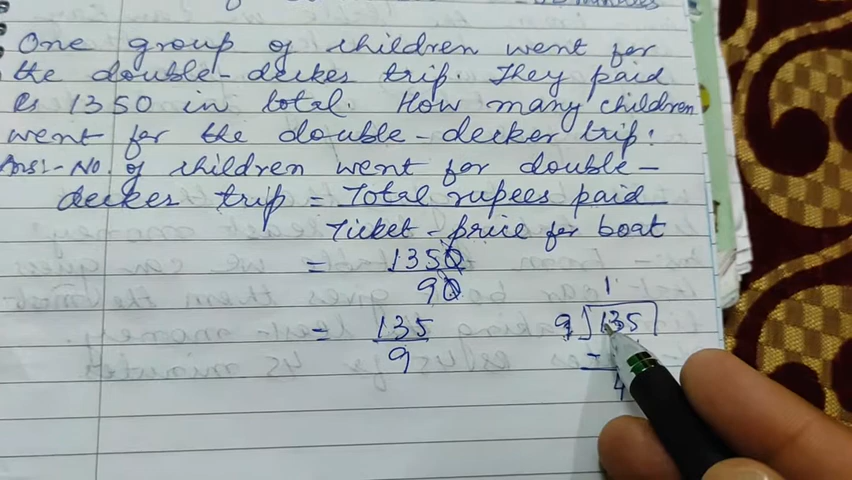 One group of children went for
the double-decker trip. They paid
Rs 1350 in total. How many children
went for the double-decker trip?
Ans:- No. of children went for double-
decker trip = Total rupees paid
Ticket-price for boat
= 1350
90
1
= 135 9 135
9 -
4